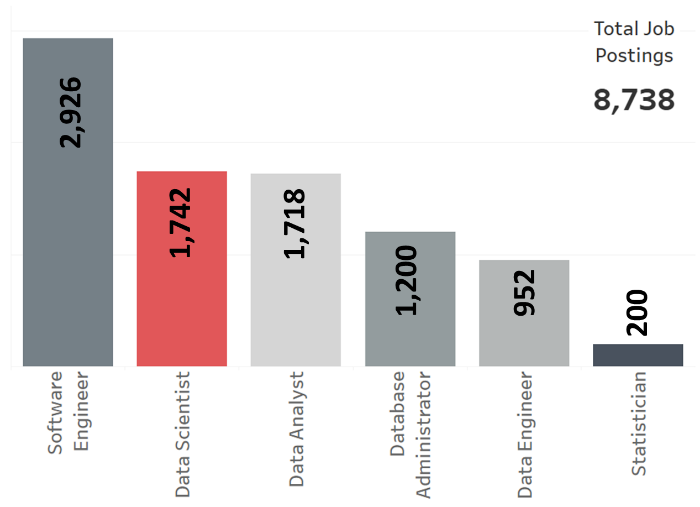 Total Job
Postings
8,738
2,926
1,742
1,718
1,200
952
200
Software
Engineer
Data Scientist
Data Analyst
Database
Administrator
Data Engineer
Statistician